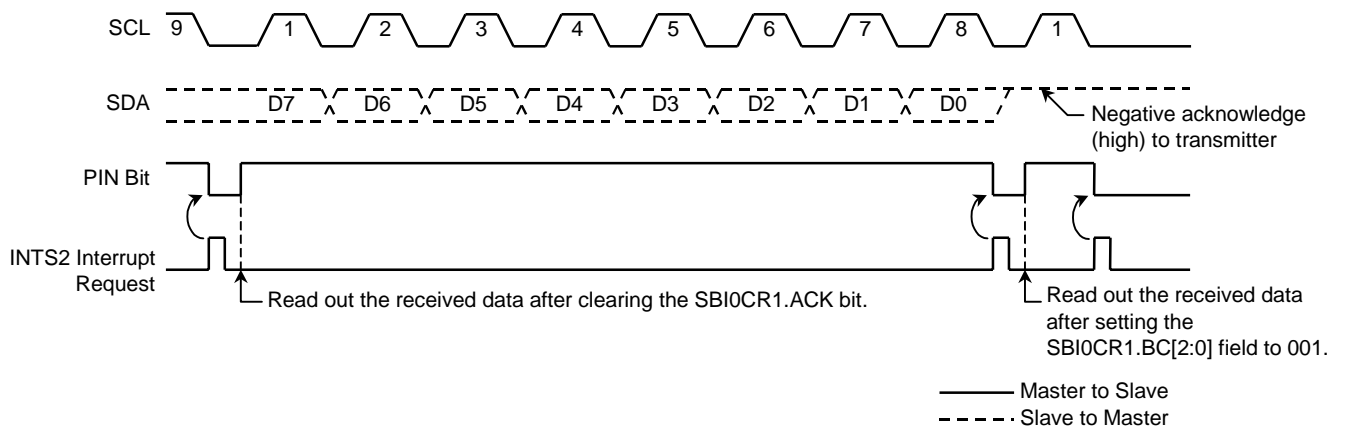 SCL 9 1 2 3 4 5 6 7 8 1
SDA D7 D6 D5 D4 D3 D2 D1 D0
Negative acknowledge
(high) to transmitter
PIN Bit
INTS2 Interrupt
Request
Read out the received data after clearing the SBI0CR1.ACK bit.
Read out the received data
after setting the
SBI0CR1.BC[2:0] field to 001.
Master to Slave
Slave to Master